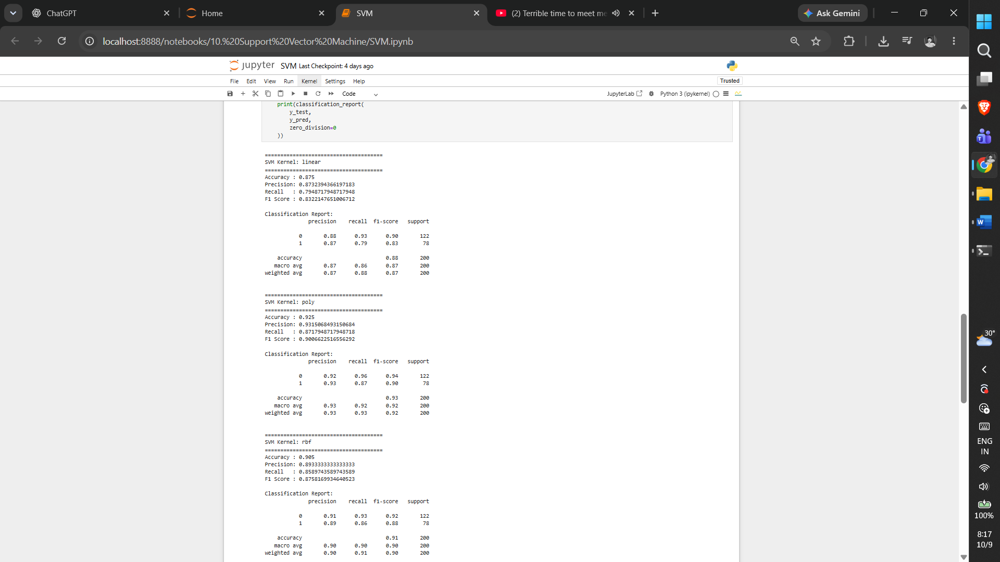 ChatGPT
Home
SVM
(2) Terrible time to meet me
Ask Gemini
localhost:8888/notebooks/10.%20Support%20Vector%20Machine/SVM.ipynb
jupyter SVM Last Checkpoint: 4 days ago
File Edit View Run Kernel Settings Help
Trusted
Code
JupyterLab
Python 3 (ipykernel)
print(classification_report(
y_test,
y_pred,
zero_division=0
))
======================================
SVM Kernel: linear
======================================
Accuracy : 0.875
Precision: 0.8732394366197183
Recall   : 0.7948717948717948
F1 Score : 0.8322147651006712
Classification Report:
precision    recall  f1-score   support
0       0.88      0.93      0.90       122
1       0.87      0.79      0.83        78
accuracy                           0.88       200
macro avg       0.87      0.86      0.87       200
weighted avg       0.87      0.88      0.87       200
======================================
SVM Kernel: poly
======================================
Accuracy : 0.925
Precision: 0.9315068493150684
Recall   : 0.8717948717948718
F1 Score : 0.9006622516556292
Classification Report:
precision    recall  f1-score   support
0       0.92      0.96      0.94       122
1       0.93      0.87      0.90        78
accuracy                           0.93       200
macro avg       0.93      0.92      0.92       200
weighted avg       0.93      0.93      0.92       200
======================================
SVM Kernel: rbf
======================================
Accuracy : 0.905
Precision: 0.8933333333333333
Recall   : 0.8589743589743589
F1 Score : 0.8758169934640523
Classification Report:
precision    recall  f1-score   support
0       0.91      0.93      0.92       122
1       0.89      0.86      0.88        78
accuracy                           0.91       200
macro avg       0.90      0.90      0.90       200
weighted avg       0.90      0.91      0.90       200
30°
ENG
IN
100%
8:17
10/9